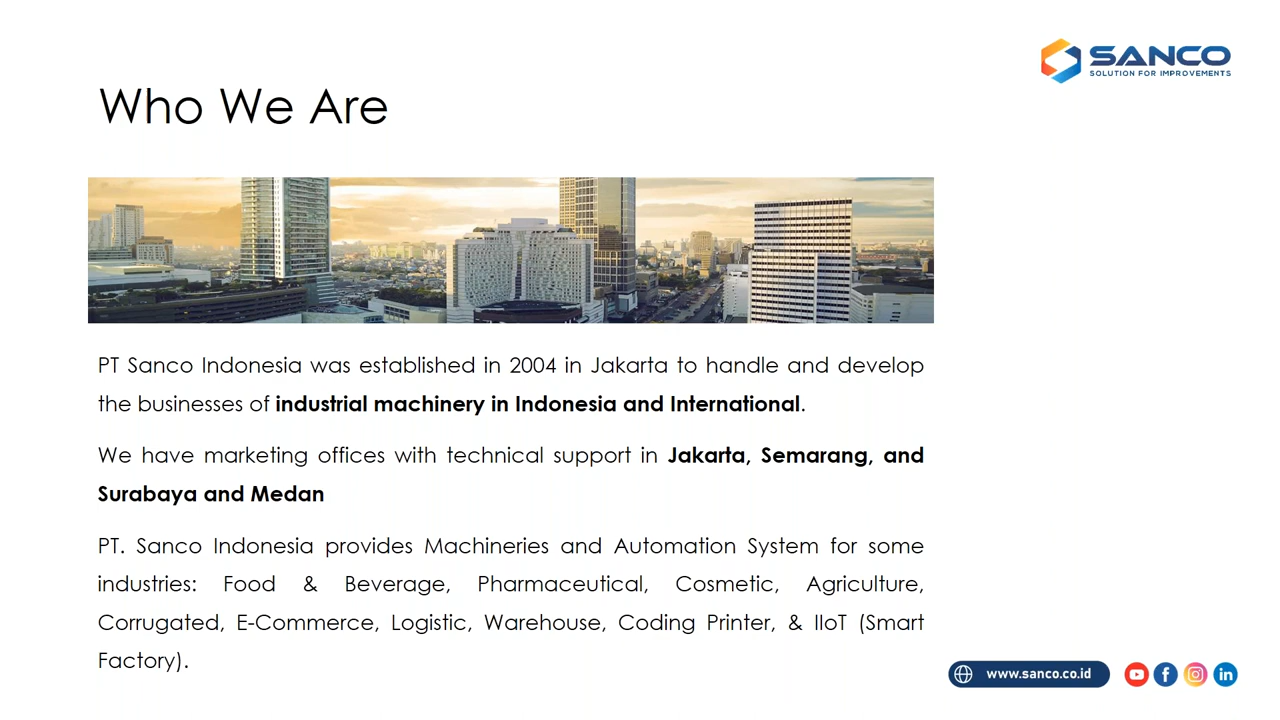 SANCO
SOLUTION FOR IMPROVEMENTS
Who We Are
PT Sanco Indonesia was established in 2004 in Jakarta to handle and develop
the businesses of industrial machinery in Indonesia and International.
We have marketing offices with technical support in Jakarta, Semarang, and
Surabaya and Medan
PT. Sanco Indonesia provides Machineries and Automation System for some
industries: Food & Beverage, Pharmaceutical, Cosmetic, Agriculture,
Corrugated, E-Commerce, Logistic, Warehouse, Coding Printer, & IIoT (Smart
Factory).
www.sanco.co.id